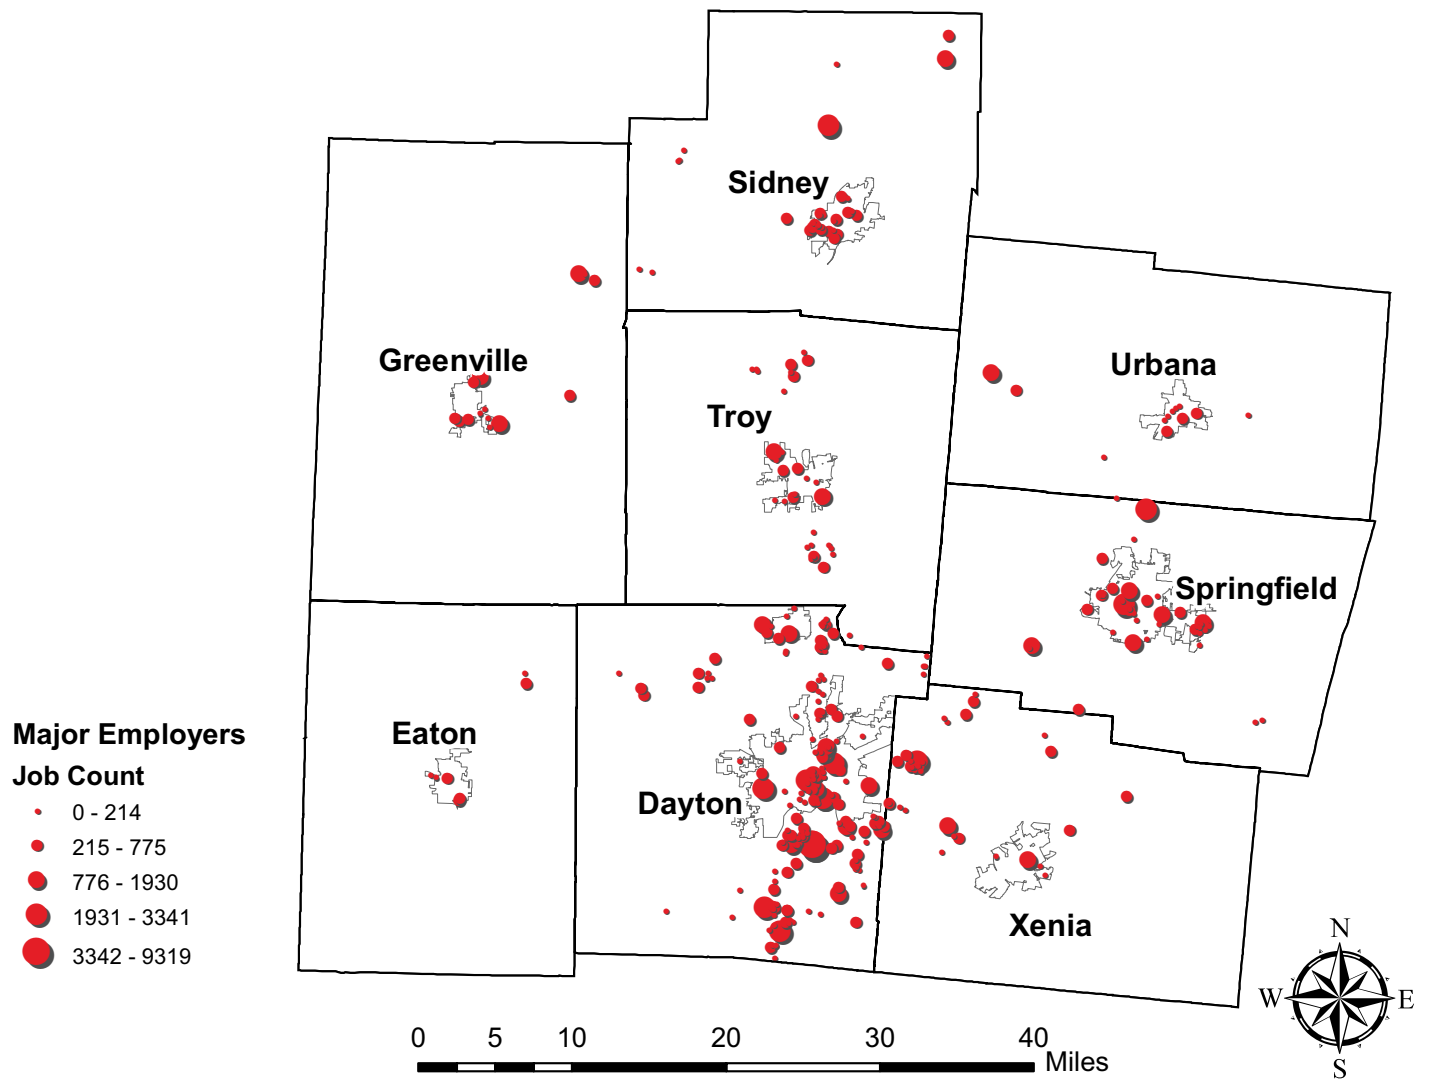 Sidney
Greenville
Urbana
Troy
Springfield
Eaton
Dayton
Xenia
Major Employers
Job Count
0 - 214
215 - 775
776 - 1930
1931 - 3341
3342 - 9319
N
W E
S
0 5 10 20 30 40
Miles